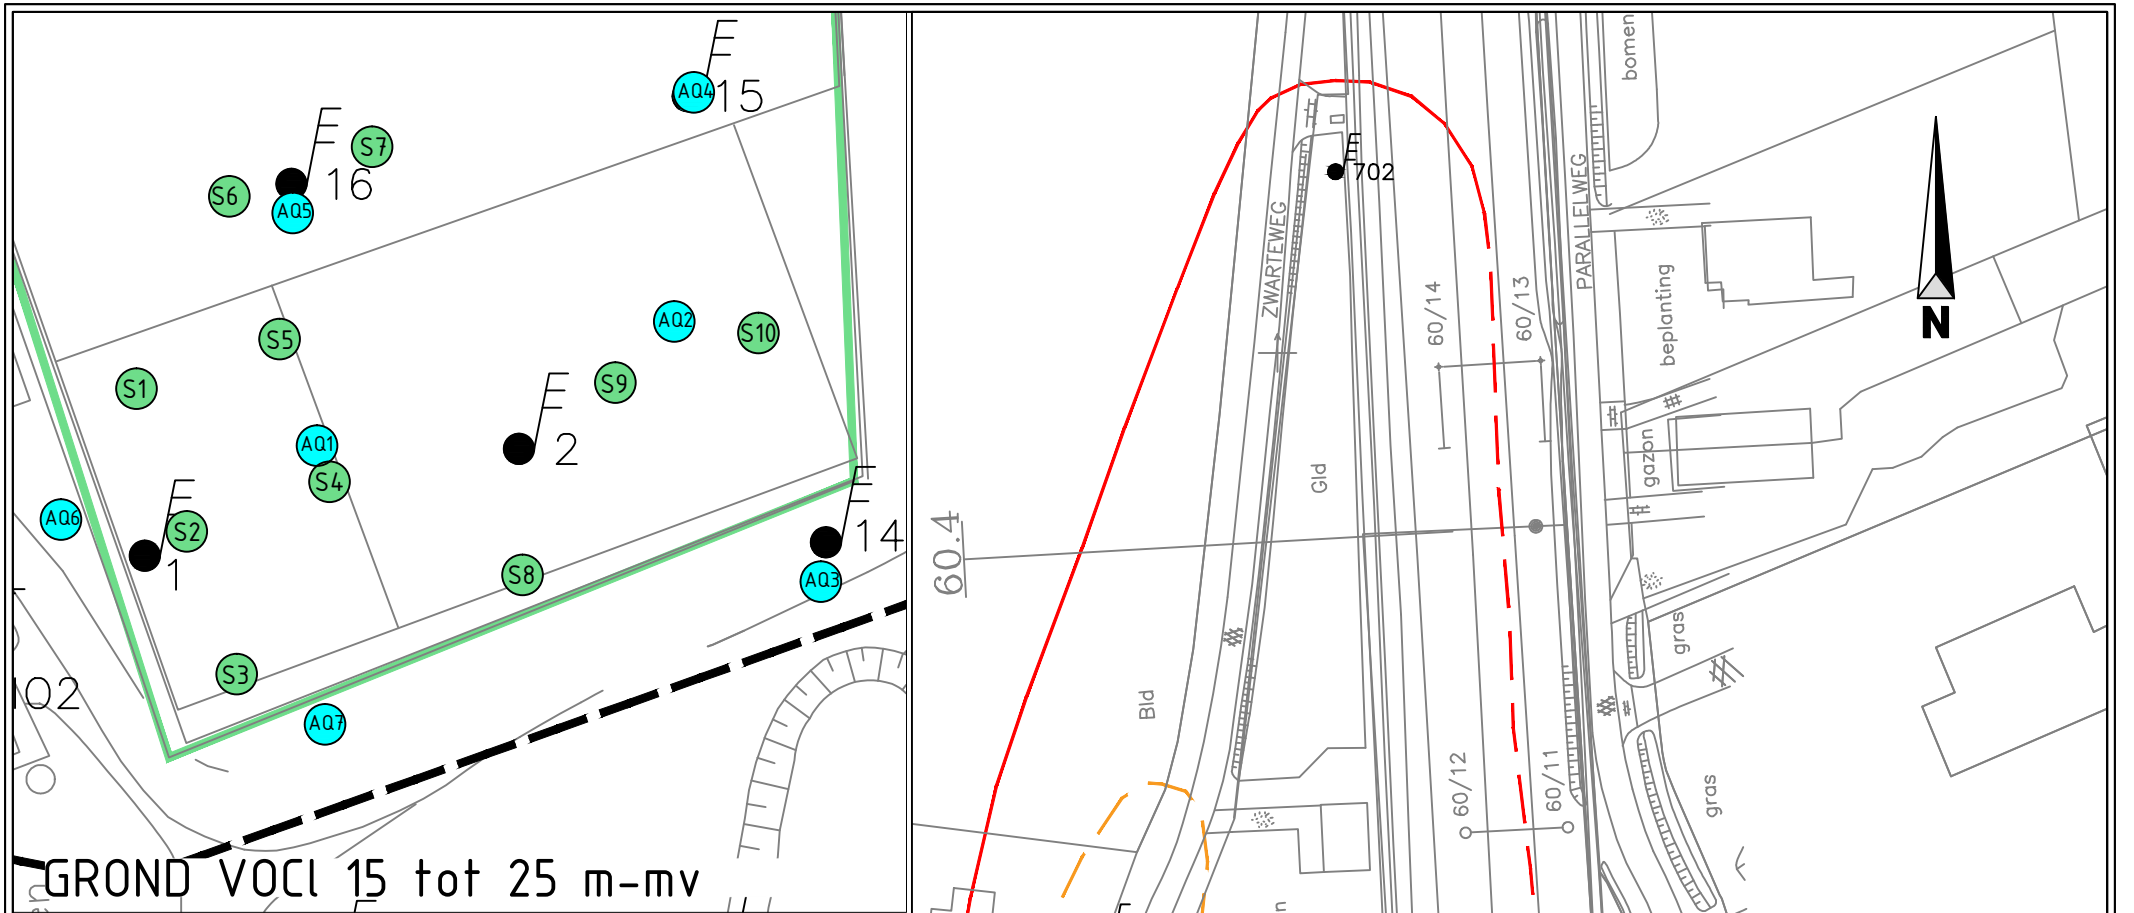 AQ4
15
S7
16
S6
AQ5
AQ2
S10
S5
S9
S1
AQ1
2
S4
AQ6
S2
14
1
S8
AQ3
S3
102
AQ7
GROND VOCl 15 tot 25 m-mv
bomen
702
PARALLELWEG
ZWARTEWEG
60/14
60/13
beplanting
N
Gld
gazon
60.4
gras
Bld
60/12
60/11
gras